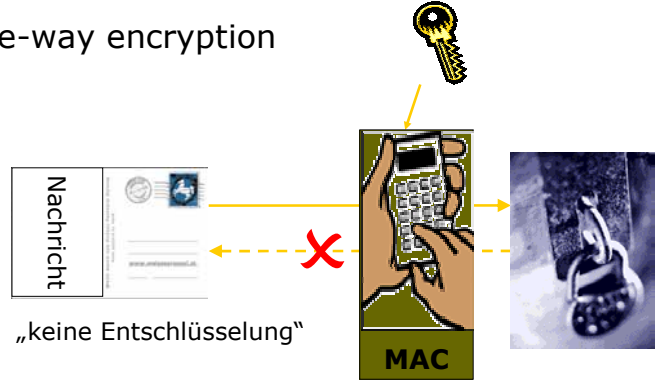 e-way encryption
Nachricht
„keine Entschlüsselung“
MAC